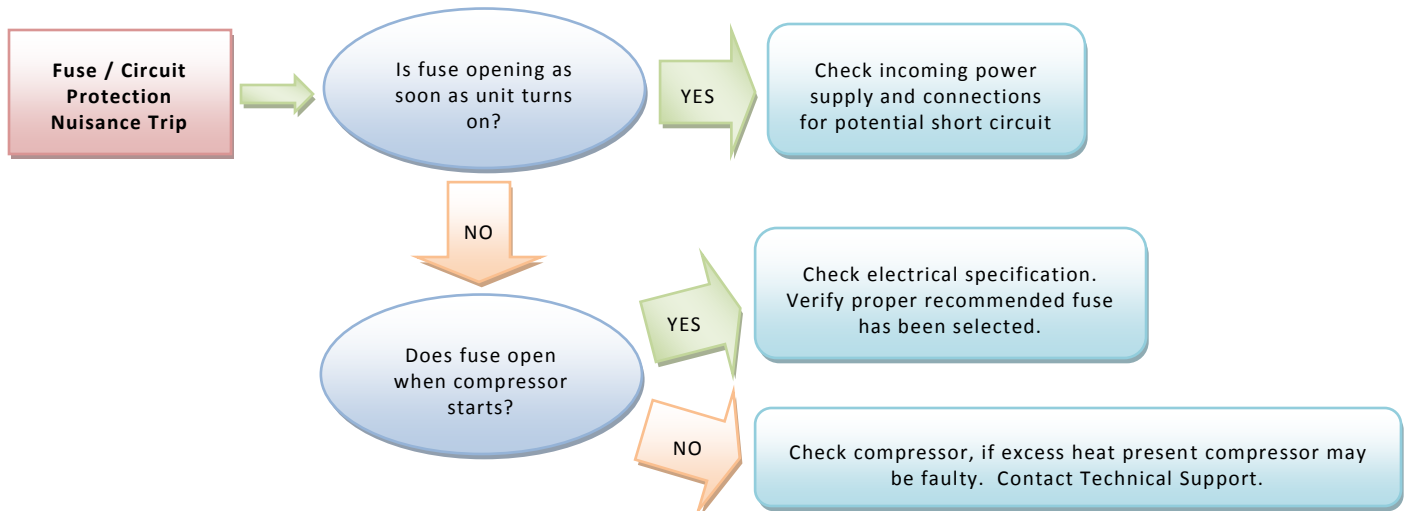 Fuse / Circuit
Protection
Nuisance Trip
Is fuse opening as
soon as unit turns
on?
YES
Check incoming power
supply and connections
for potential short circuit
NO
Does fuse open
when compressor
starts?
YES
Check electrical specification.
Verify proper recommended fuse
has been selected.
NO
Check compressor, if excess heat present compressor may
be faulty.  Contact Technical Support.